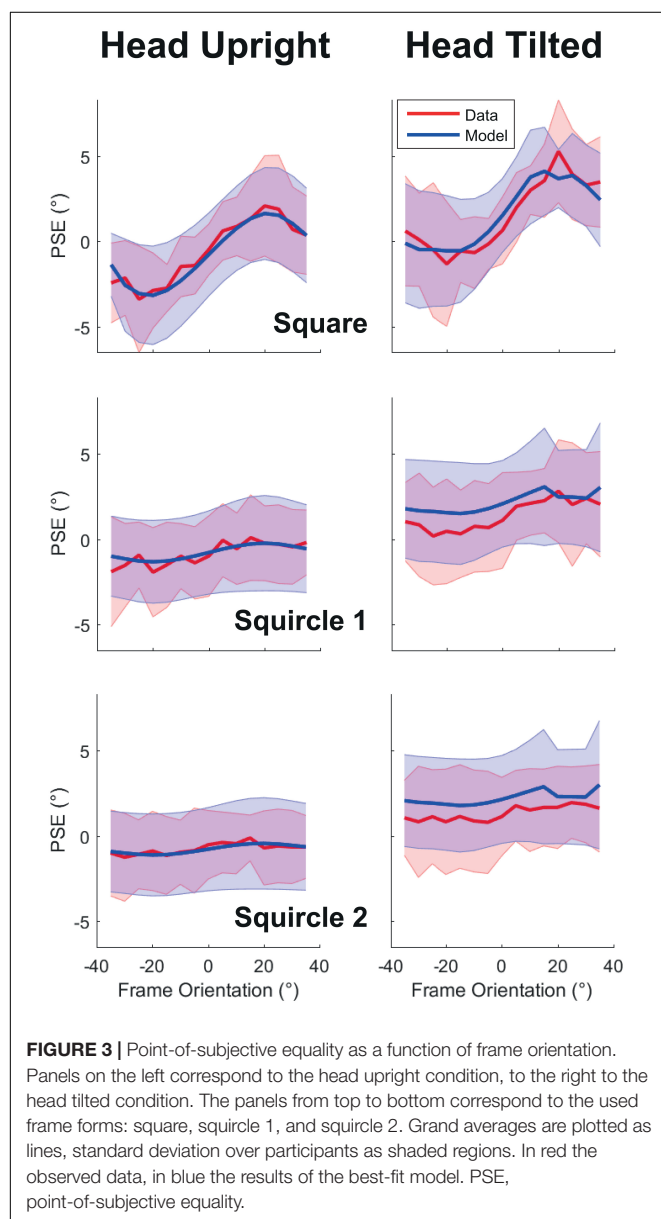 Head Upright Head Tilted
Data
Model
5
0
-5
PSE (°)
Square
5
0
-5
PSE (°)
Squircle 1
5
0
-5
PSE (°)
Squircle 2
-40 -20 0 20 40 -40 -20 0 20 40
Frame Orientation (°) Frame Orientation (°)
FIGURE 3 | Point-of-subjective equality as a function of frame orientation.
Panels on the left correspond to the head upright condition, to the right to the
head tilted condition. The panels from top to bottom correspond to the used
frame forms: square, squircle 1, and squircle 2. Grand averages are plotted as
lines, standard deviation over participants as shaded regions. In red the
observed data, in blue the results of the best-fit model. PSE,
point-of-subjective equality.